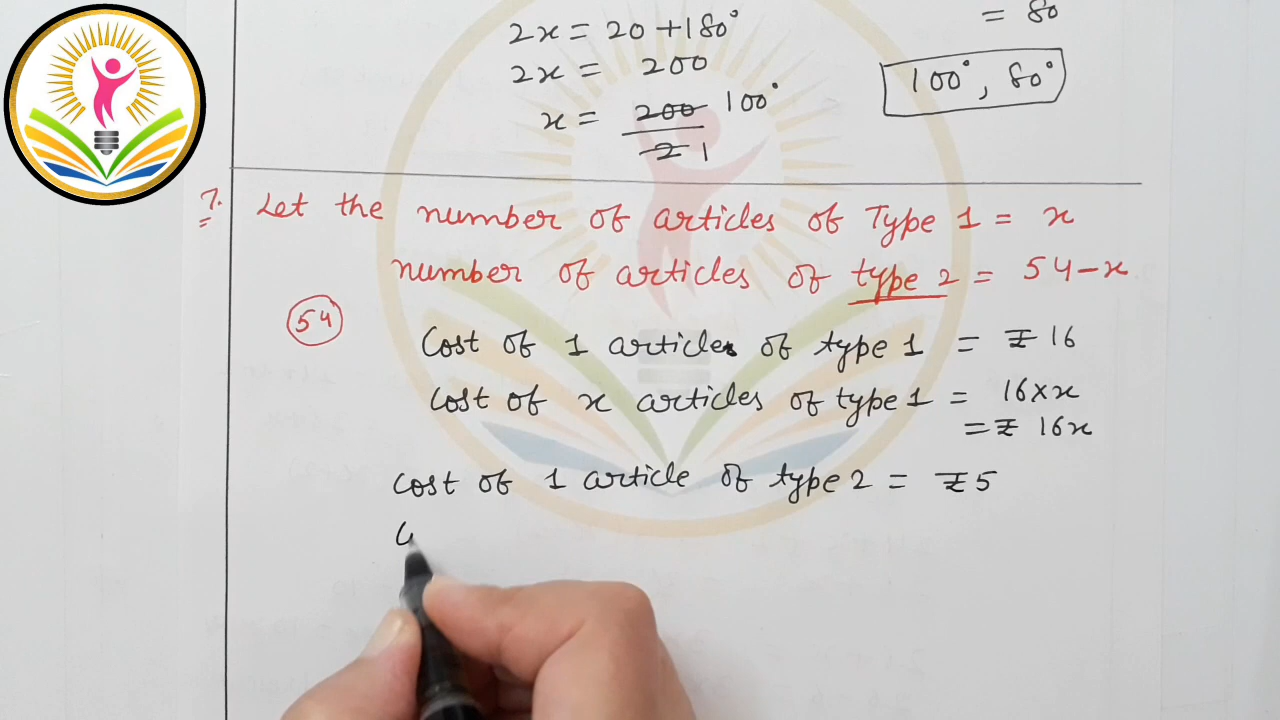 2x = 20 + 180°
= 80
2x = 200
x = 200/2 100° 1
100°, 80°
7. Let the number of articles of Type 1 = x
number of articles of type 2 = 54-x
54
Cost of 1 article of type 1 = ₹ 16
Cost of x articles of type 1 = 16×x
= ₹ 16x
Cost of 1 article of type 2 = ₹5
C